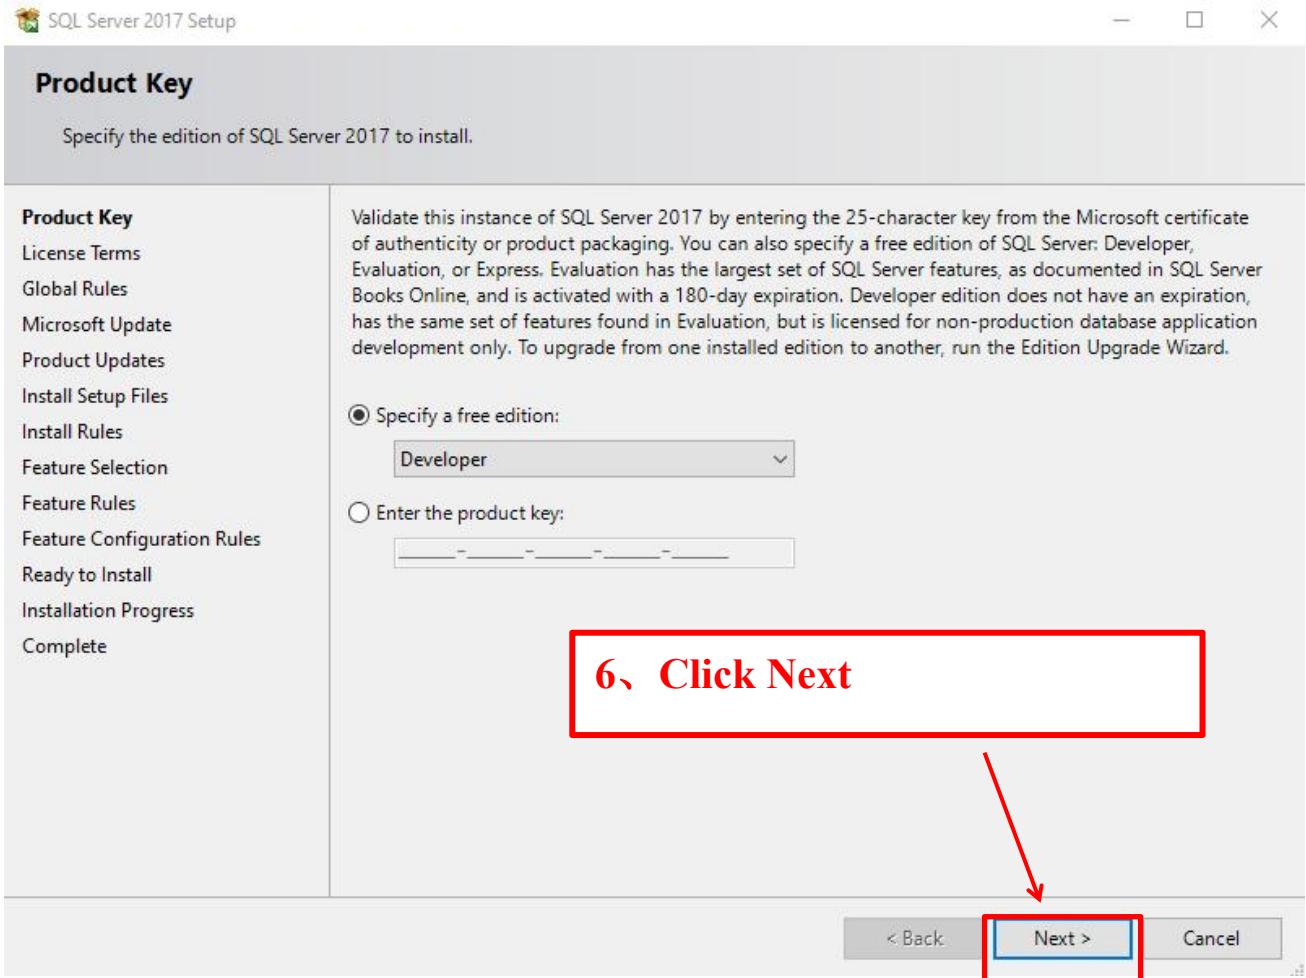 SQL Server 2017 Setup
Product Key
Specify the edition of SQL Server 2017 to install.
Product Key
License Terms
Global Rules
Microsoft Update
Product Updates
Install Setup Files
Install Rules
Feature Selection
Feature Rules
Feature Configuration Rules
Ready to Install
Installation Progress
Complete
Validate this instance of SQL Server 2017 by entering the 25-character key from the Microsoft certificate
of authenticity or product packaging. You can also specify a free edition of SQL Server: Developer,
Evaluation, or Express. Evaluation has the largest set of SQL Server features, as documented in SQL Server
Books Online, and is activated with a 180-day expiration. Developer edition does not have an expiration,
has the same set of features found in Evaluation, but is licensed for non-production database application
development only. To upgrade from one installed edition to another, run the Edition Upgrade Wizard.
Specify a free edition:
Developer
Enter the product key:
_____-_____-_____-_____-_____
6、Click Next
< Back
Next >
Cancel